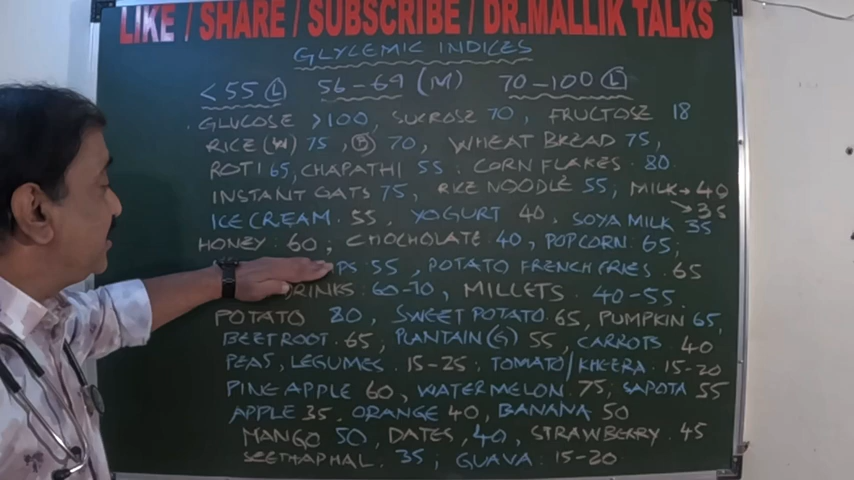 LIKE / SHARE / SUBSCRIBE / DR.MALLIK TALKS
GLYCEMIC INDICES
<55 (L) 56-69 (M) 70-100 (L)
GLUCOSE >100, SUCROSE 70, FRUCTOSE 18
RICE (W) 75, (B) 70, WHEAT BREAD 75,
ROTI 65, CHAPATHI 55, CORN FLAKES 80
INSTANT OATS 75, RICE NOODLE 55, MILK → 40
→ 35
ICE CREAM 55, YOGURT 40, SOYA MILK 35
HONEY : 60 ; CHOCHOLATE 40, POPCORN : 65;
PS 55, POTATO FRENCH FRIES . 65
DRINKS : 60-70, MILLETS . 40-55
POTATO 80, SWEET POTATO 65, PUMPKIN 65,
BEETROOT . 65; PLANTAIN (G) 55, CARROTS 40
PEAS, LEGUMES . 15-25; TOMATO/KHEERA . 15-20
PINE APPLE 60, WATERMELON 75, SAPOTA 55
APPLE 35, ORANGE 40, BANANA 50
MANGO 50, DATES, 40, STRAWBERRY . 45
SEETHAPHAL . 35 ; GUAVA : 15-20